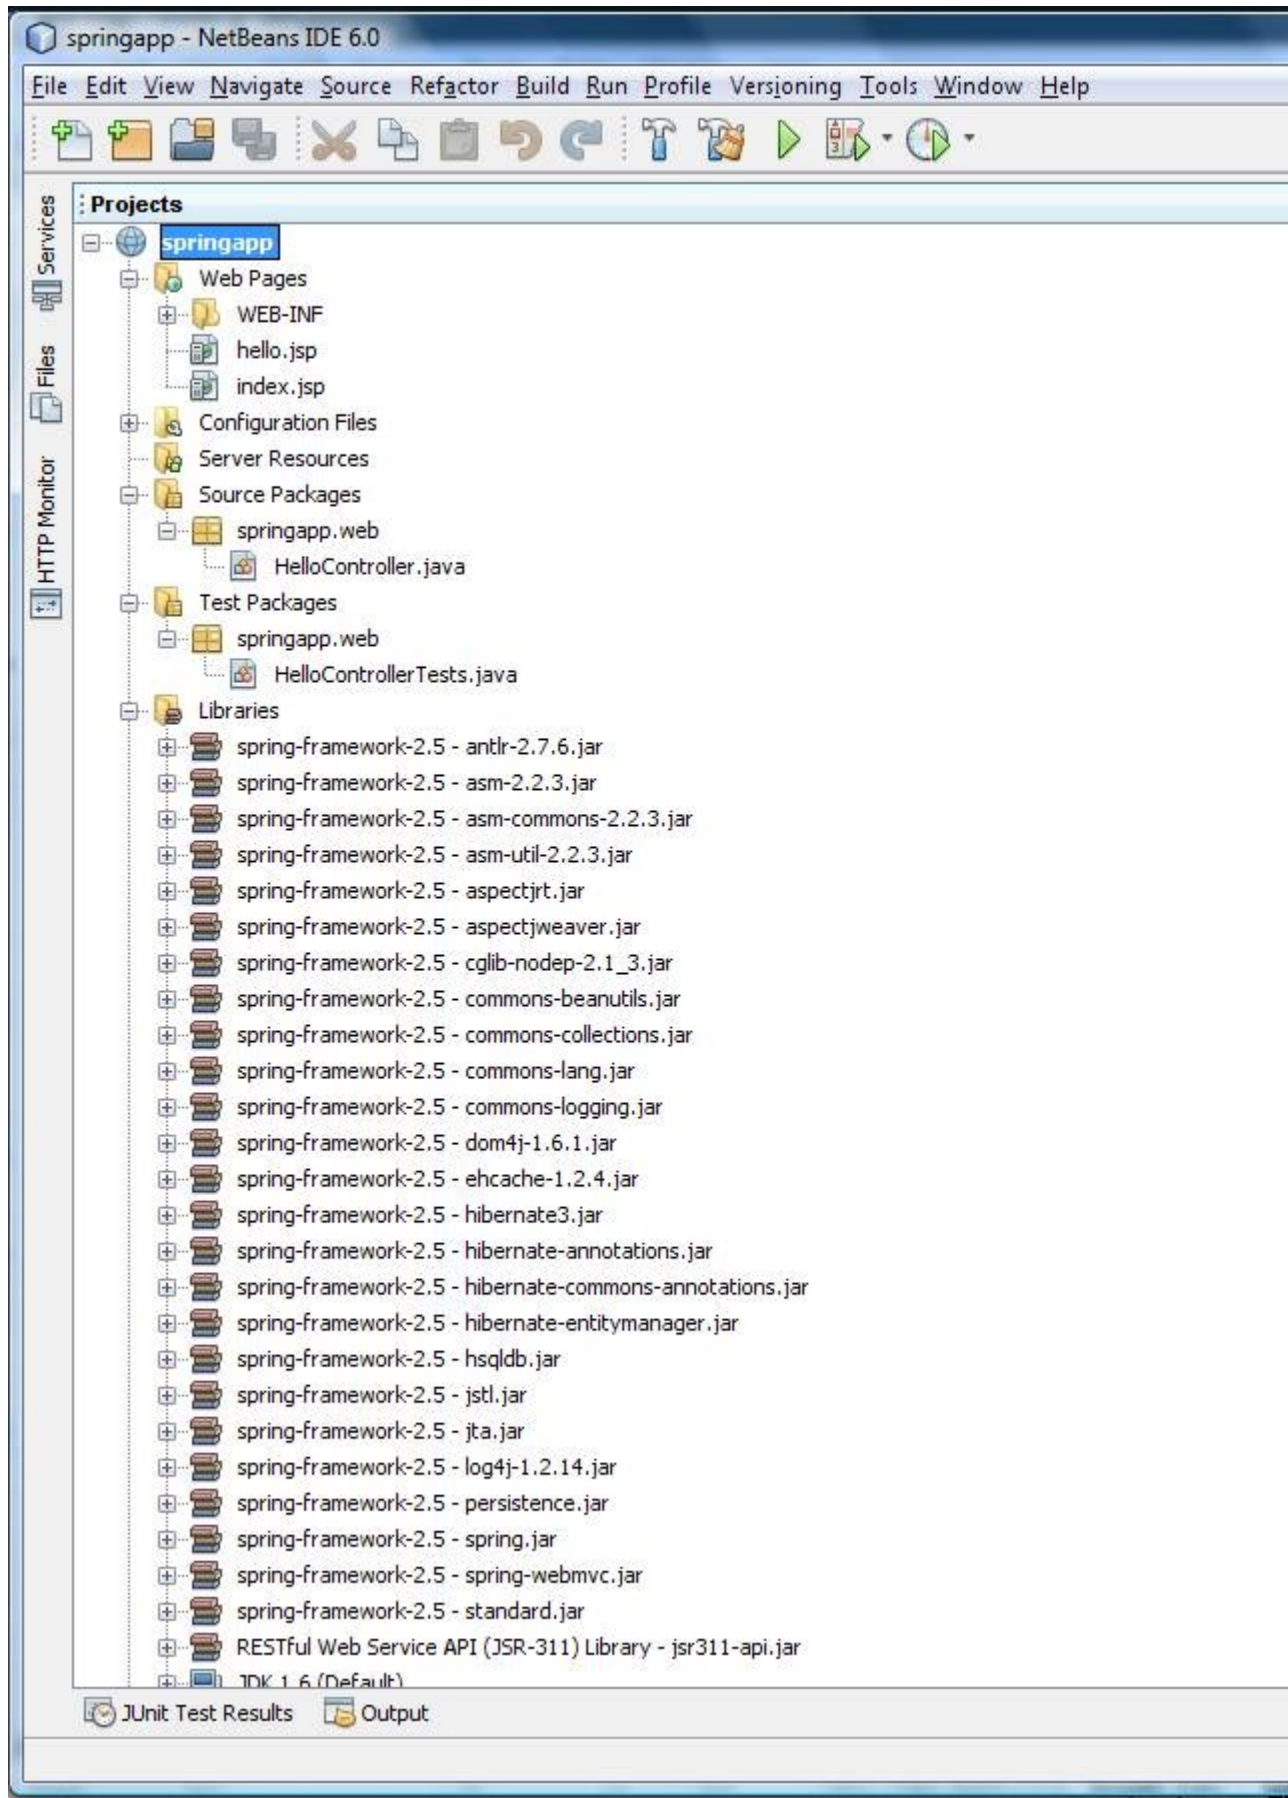 springapp - NetBeans IDE 6.0
File Edit View Navigate Source Refactor Build Run Profile Versioning Tools Window Help
Services
Files
HTTP Monitor
Projects
springapp
Web Pages
WEB-INF
hello.jsp
index.jsp
Configuration Files
Server Resources
Source Packages
springapp.web
HelloController.java
Test Packages
springapp.web
HelloControllerTests.java
Libraries
spring-framework-2.5 - antlr-2.7.6.jar
spring-framework-2.5 - asm-2.2.3.jar
spring-framework-2.5 - asm-commons-2.2.3.jar
spring-framework-2.5 - asm-util-2.2.3.jar
spring-framework-2.5 - aspectjrt.jar
spring-framework-2.5 - aspectjweaver.jar
spring-framework-2.5 - cglib-nodep-2.1_3.jar
spring-framework-2.5 - commons-beanutils.jar
spring-framework-2.5 - commons-collections.jar
spring-framework-2.5 - commons-lang.jar
spring-framework-2.5 - commons-logging.jar
spring-framework-2.5 - dom4j-1.6.1.jar
spring-framework-2.5 - ehcache-1.2.4.jar
spring-framework-2.5 - hibernate3.jar
spring-framework-2.5 - hibernate-annotations.jar
spring-framework-2.5 - hibernate-commons-annotations.jar
spring-framework-2.5 - hibernate-entitymanager.jar
spring-framework-2.5 - hsqldb.jar
spring-framework-2.5 - jstl.jar
spring-framework-2.5 - jta.jar
spring-framework-2.5 - log4j-1.2.14.jar
spring-framework-2.5 - persistence.jar
spring-framework-2.5 - spring.jar
spring-framework-2.5 - spring-webmvc.jar
spring-framework-2.5 - standard.jar
RESTful Web Service API (JSR-311) Library - jsr311-api.jar
JDK 1.6 (Default)
JUnit Test Results Output